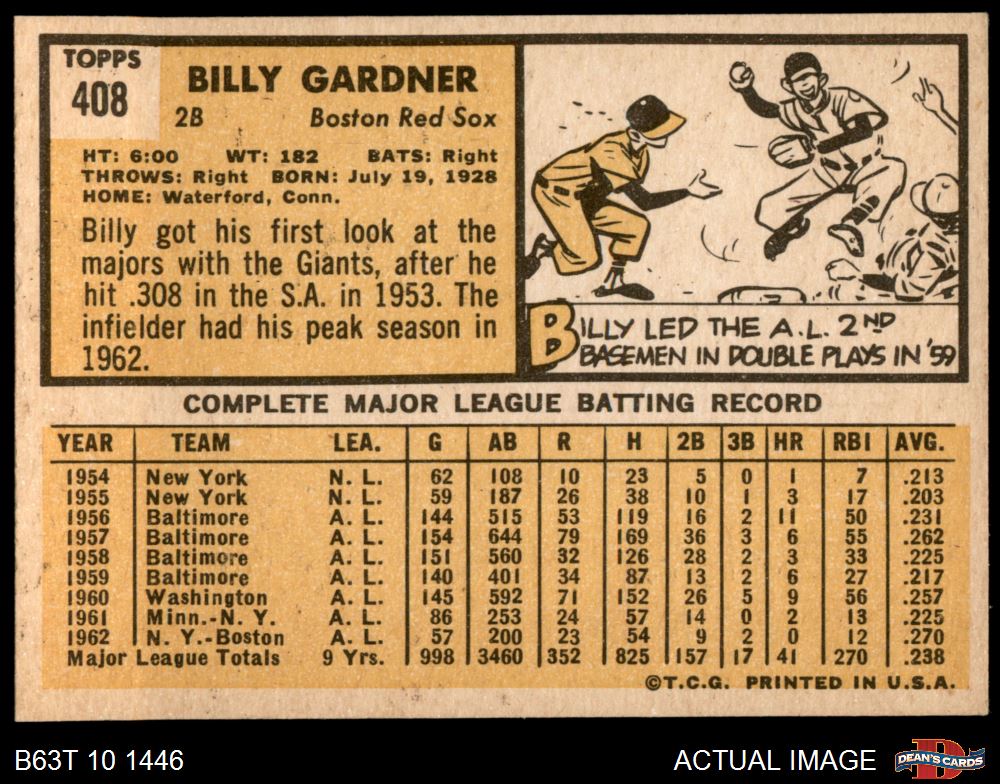 TOPPS
408
BILLY GARDNER
2B Boston Red Sox
HT: 6:00 WT: 182 BATS: Right
THROWS: Right BORN: July 19, 1928
HOME: Waterford, Conn.
Billy got his first look at the
majors with the Giants, after he
hit .308 in the S.A. in 1953. The
infielder had his peak season in
1962.
BILLY LED THE A.L. 2ND
BASEMEN IN DOUBLE PLAYS IN '59
COMPLETE MAJOR LEAGUE BATTING RECORD
YEAR TEAM LEA. G AB R H 2B 3B HR RBI AVG.
1954 New York N. L. 62 108 10 23 5 0 1 7 .213
1955 New York N. L. 59 187 26 38 10 1 3 17 .203
1956 Baltimore A. L. 144 515 53 119 16 2 11 50 .231
1957 Baltimore A. L. 154 644 79 169 36 3 6 55 .262
1958 Baltimore A. L. 151 560 32 126 28 2 3 33 .225
1959 Baltimore A. L. 140 401 34 87 13 2 6 27 .217
1960 Washington A. L. 145 592 71 152 26 5 9 56 .257
1961 Minn.-N. Y. A. L. 86 253 24 57 14 0 2 13 .225
1962 N. Y.-Boston A. L. 57 200 23 54 9 2 0 12 .270
Major League Totals 9 Yrs. 998 3460 352 825 157 17 41 270 .238
©T.C.G. PRINTED IN U.S.A.
B63T 10 1446 ACTUAL IMAGE DEAN'S CARDS